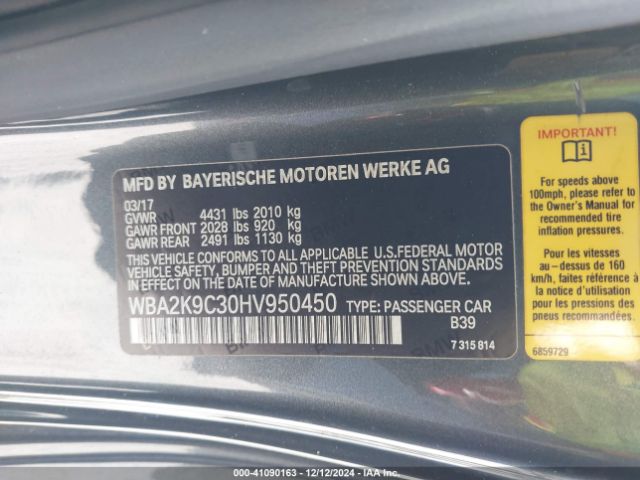 MFD BY BAYERISCHE MOTOREN WERKE AG
03/17
GVWR 4431 lbs 2010 kg
GAWR FRONT 2028 lbs 920 kg
GAWR REAR 2491 lbs 1130 kg
THIS VEHICLE CONFORMS TO ALL APPLICABLE U.S.FEDERAL MOTOR
VEHICLE SAFETY, BUMPER AND THEFT PREVENTION STANDARDS
IN EFFECT ON THE DATE OF MANUFACTURE SHOWN ABOVE.
WBA2K9C30HV950450 TYPE: PASSENGER CAR
B39
7 315 814
IMPORTANT!
For speeds above
100mph, please refer to
the Owner's Manual for
recommended tire
inflation pressures.
Pour les vitesses
au-dessus de 160
km/h, faites référence à
la notice d'utilisation
pour la pression des
pneus recommandées.
6859729
000-41090163 - 12/12/2024 - IAAI.com